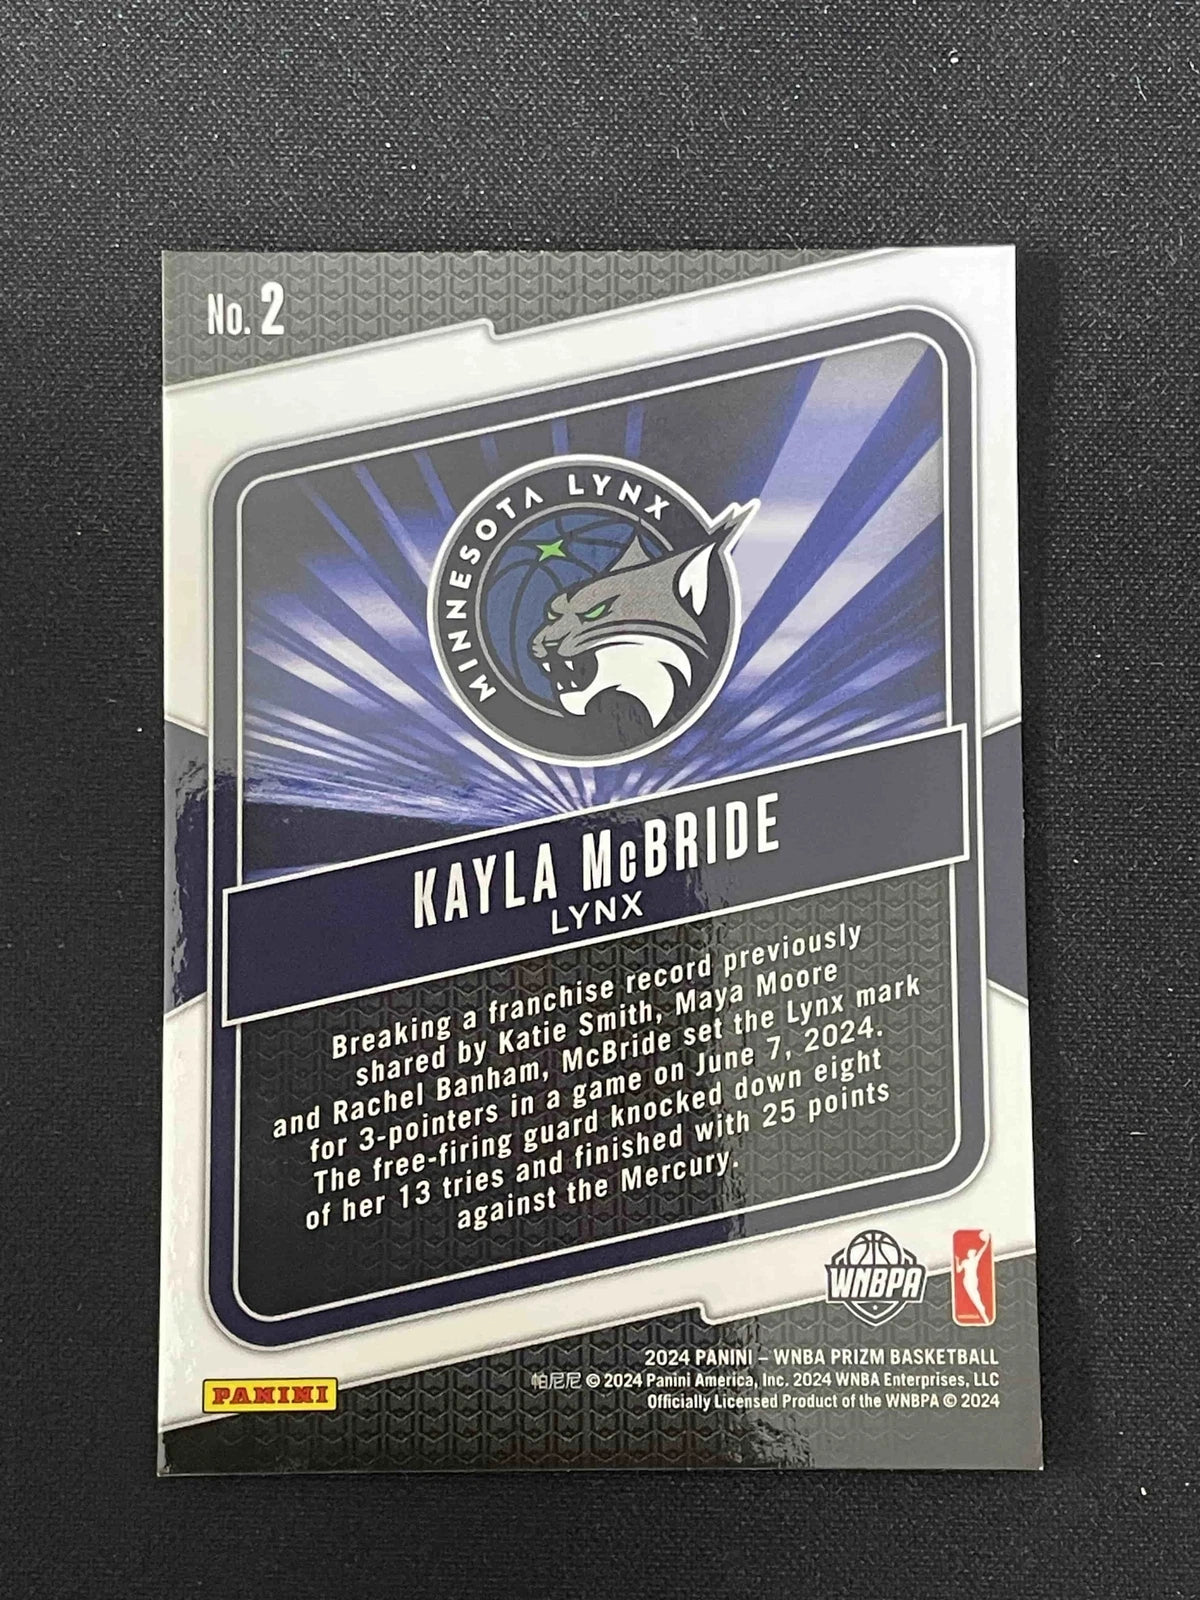 No. 2
MINNESOTA LYNX
KAYLA McBRIDE
LYNX
Breaking a franchise record previously
shared by Katie Smith, Maya Moore
and Rachel Banham, McBride set the Lynx mark
for 3-pointers in a game on June 7, 2024.
The free-firing guard knocked down eight
of her 13 tries and finished with 25 points
against the Mercury.
WNBPA
2024 PANINI – WNBA PRIZM BASKETBALL
帕尼尼 © 2024 Panini America, Inc. 2024 WNBA Enterprises, LLC
Officially Licensed Product of the WNBPA © 2024
PANINI